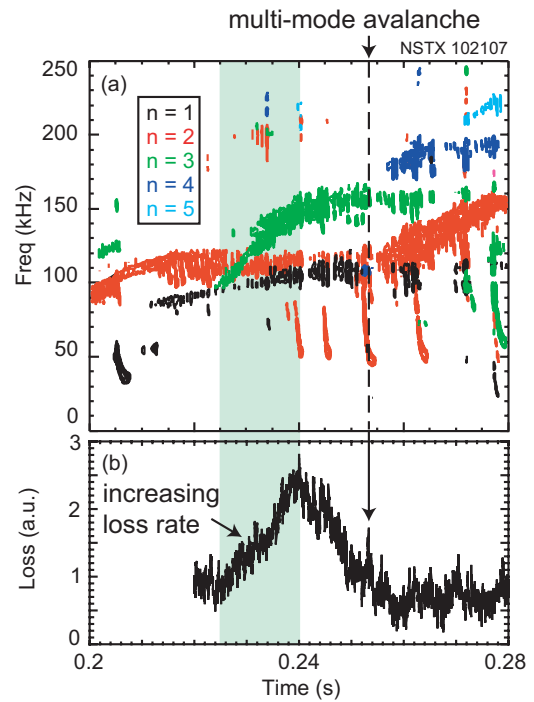 multi-mode avalanche
NSTX 102107
(a)
n = 1
n = 2
n = 3
n = 4
n = 5
250
200
150
100
50
0
Freq (kHz)
(b)
increasing
loss rate
3
2
1
0
Loss (a.u.)
0.2
0.24
0.28
Time (s)